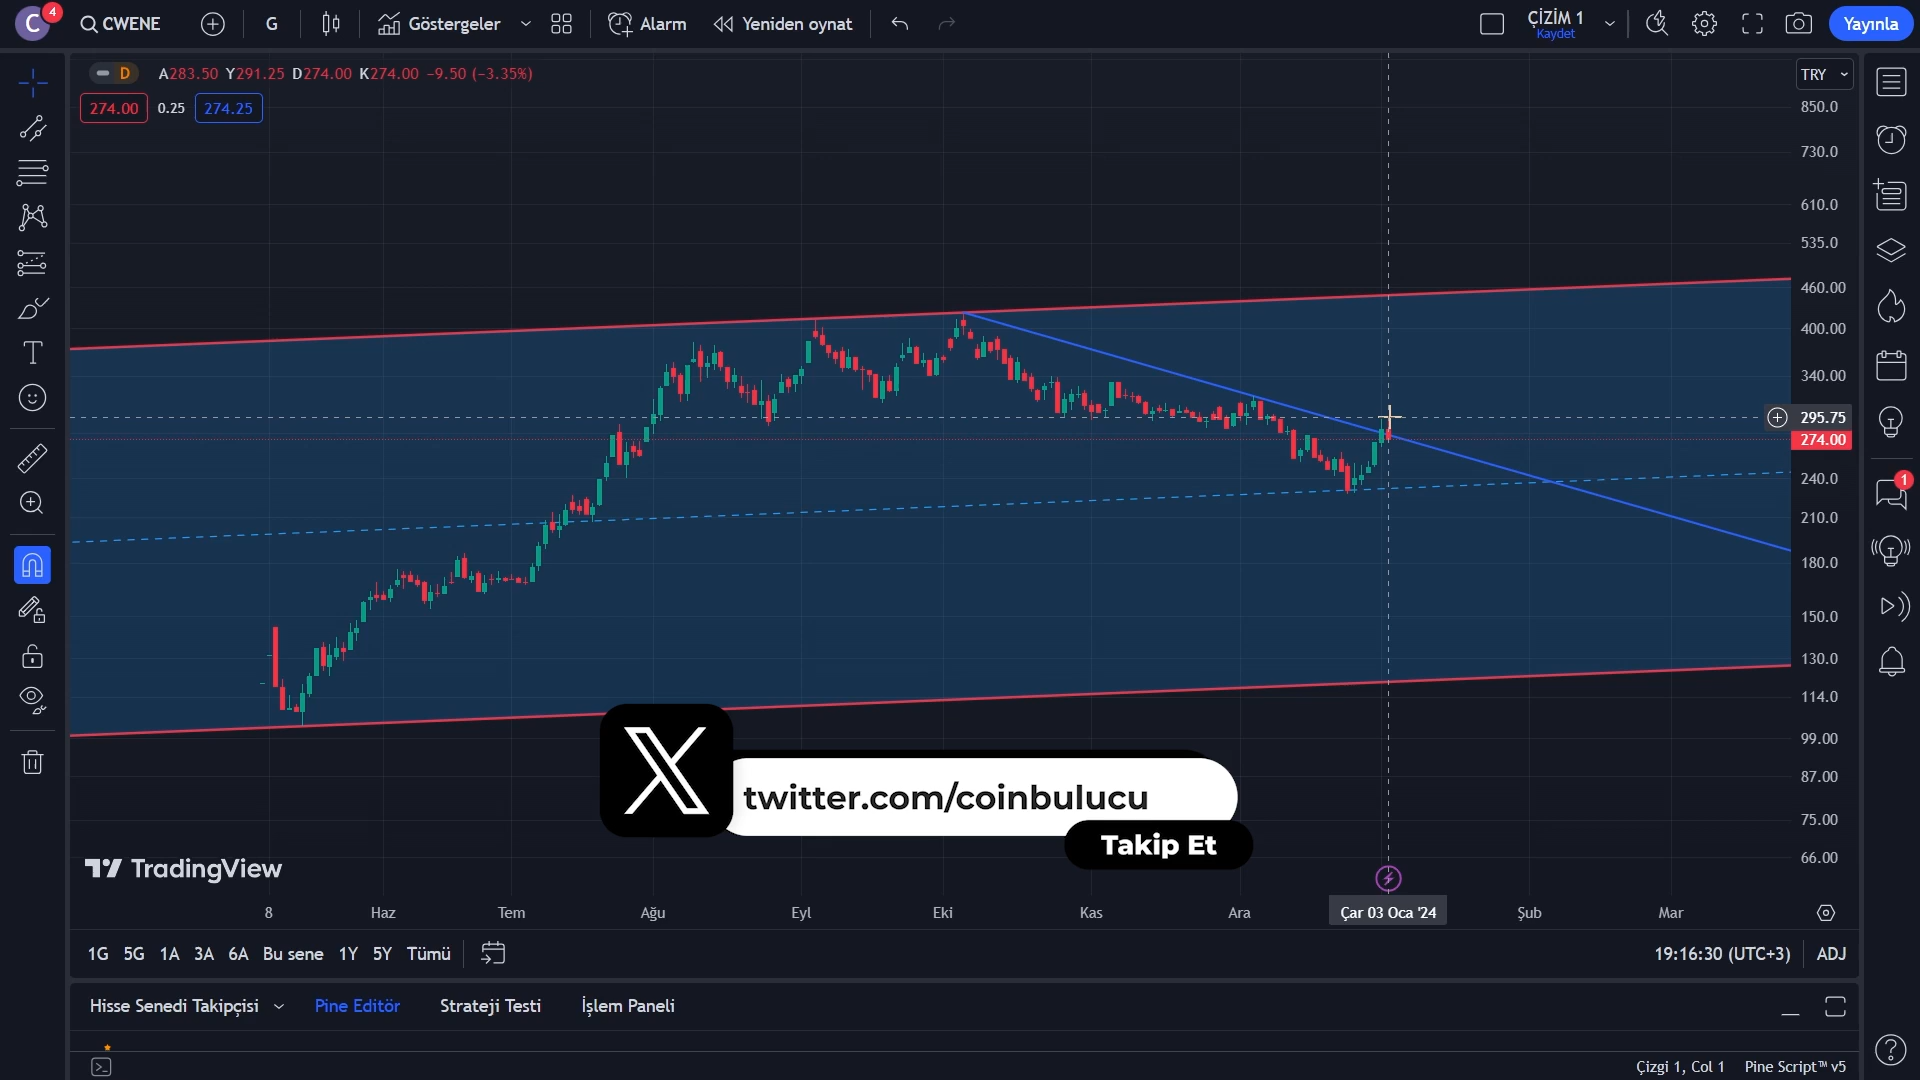 C 4 CWENE G Göstergeler Alarm Yeniden oynat ÇİZİM 1 Yayınla
Kaydet
D A283.50 Y291.25 D274.00 K274.00 -9.50 (-3.35%) TRY
274.00 0.25 274.25
850.0
730.0
610.0
535.0
460.00
400.00
340.00
295.75
274.00
240.0
1
210.0
180.0
150.0
130.0
114.0
99.00
87.00
75.00
66.00
twitter.com/coinbulucu
Takip Et
TradingView
8 Haz Tem Ağu Eyl Eki Kas Ara Çar 03 Oca '24 Şub Mar
1G 5G 1A 3A 6A Bu sene 1Y 5Y Tümü 19:16:30 (UTC+3) ADJ
Hisse Senedi Takipçisi Pine Editör Strateji Testi İşlem Paneli
Çizgi 1, Col 1 Pine Script™ v5